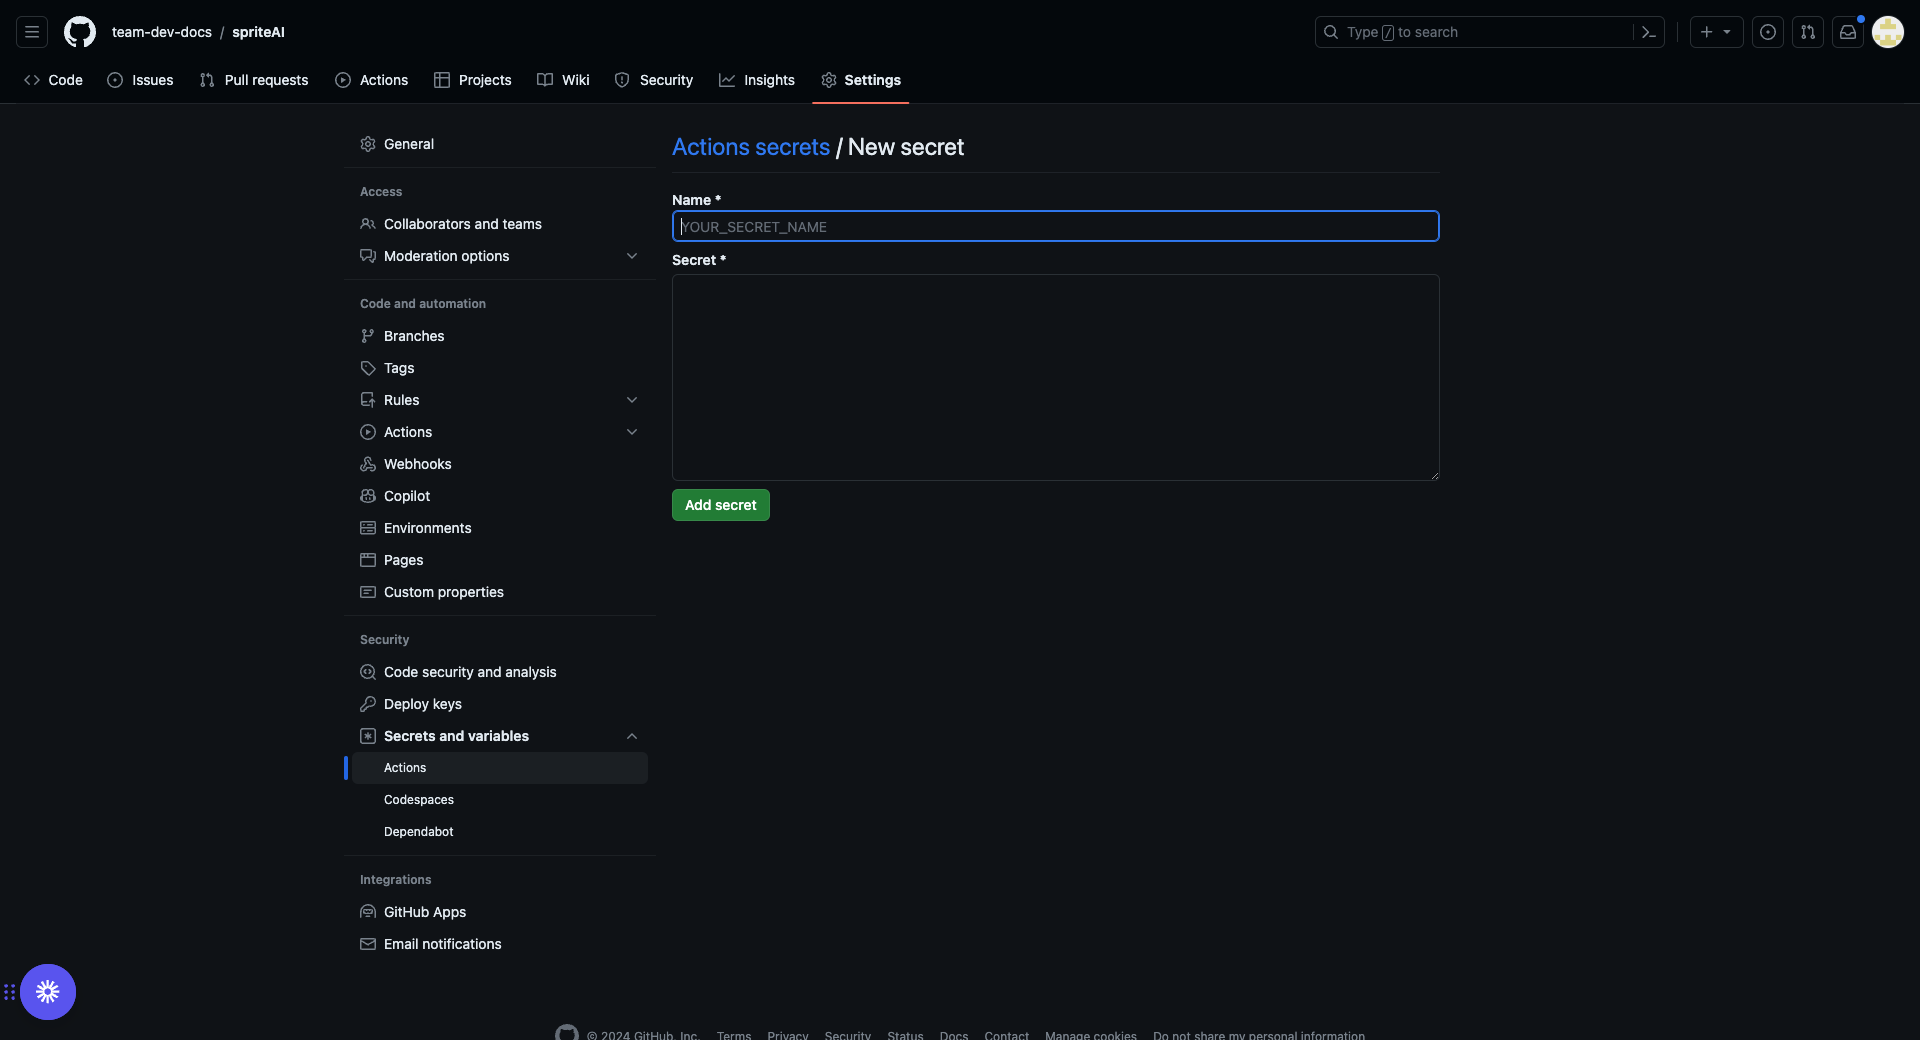 team-dev-docs / spriteAI
Type / to search
Code
Issues
Pull requests
Actions
Projects
Wiki
Security
Insights
Settings
General
Access
Collaborators and teams
Moderation options
Code and automation
Branches
Tags
Rules
Actions
Webhooks
Copilot
Environments
Pages
Custom properties
Security
Code security and analysis
Deploy keys
Secrets and variables
Actions
Codespaces
Dependabot
Integrations
GitHub Apps
Email notifications
Actions secrets / New secret
Name *
YOUR_SECRET_NAME
Secret *
Add secret
© 2024 GitHub, Inc.
Terms
Privacy
Security
Status
Docs
Contact
Manage cookies
Do not share my personal information